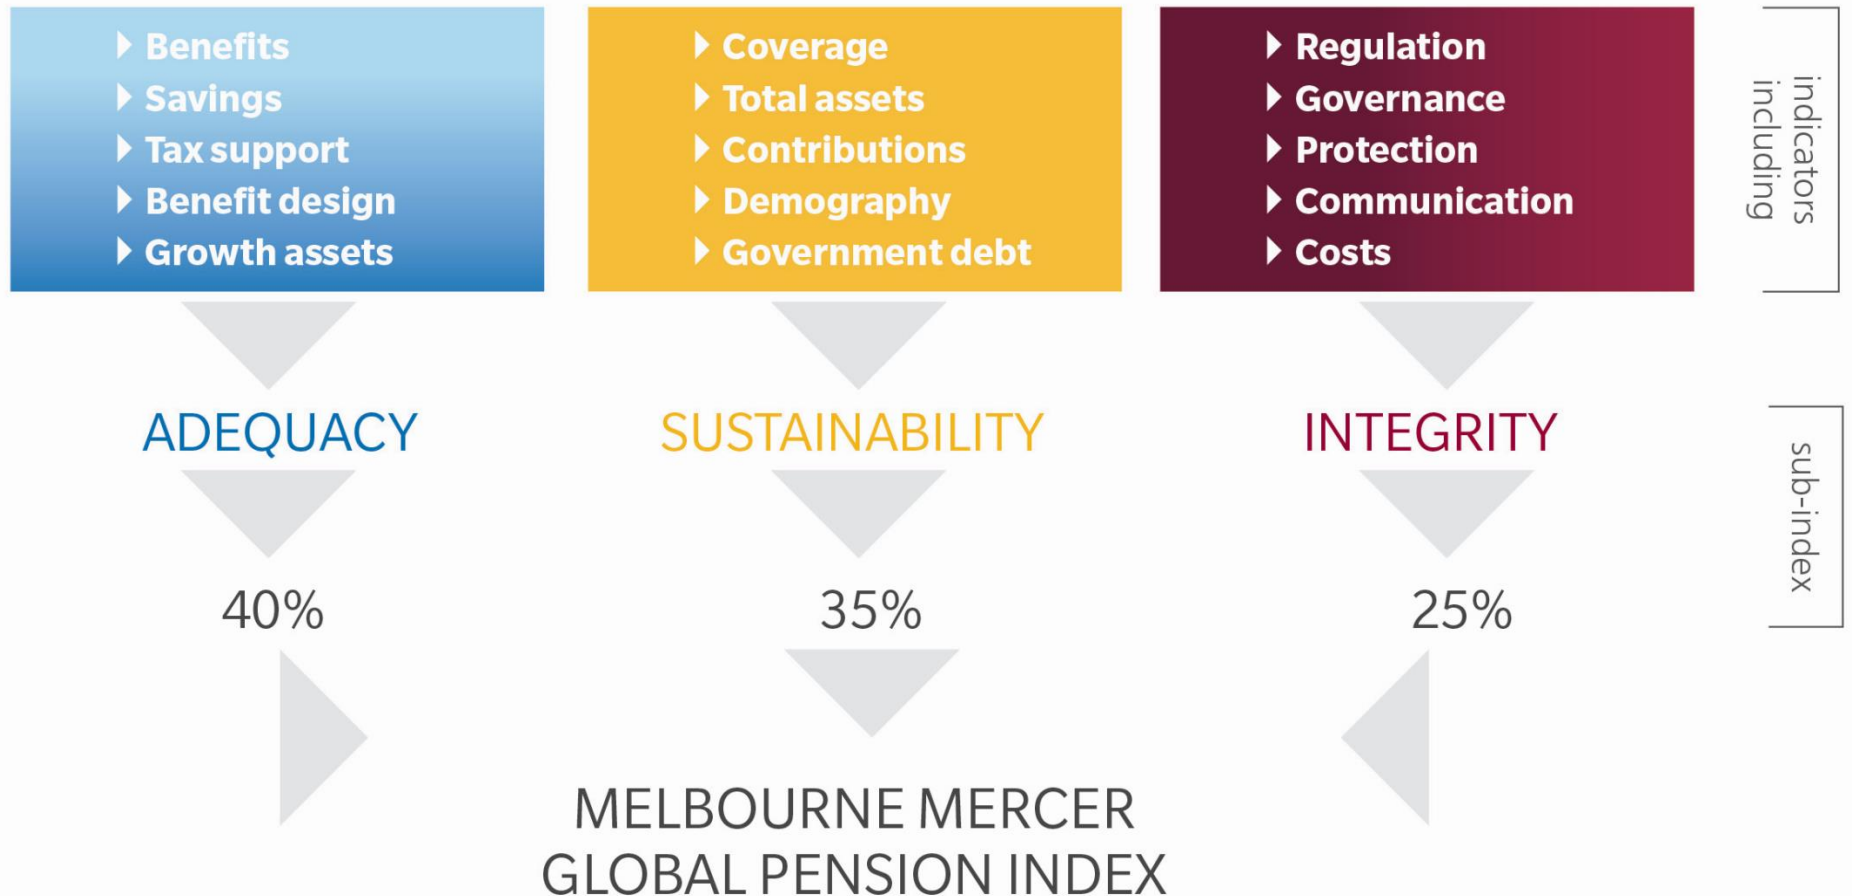 Benefits
Savings
Tax support
Benefit design
Growth assets
Coverage
Total assets
Contributions
Demography
Government debt
Regulation
Governance
Protection
Communication
Costs
indicators
including
ADEQUACY
SUSTAINABILITY
INTEGRITY
sub-index
40%
35%
25%
MELBOURNE MERCER
GLOBAL PENSION INDEX